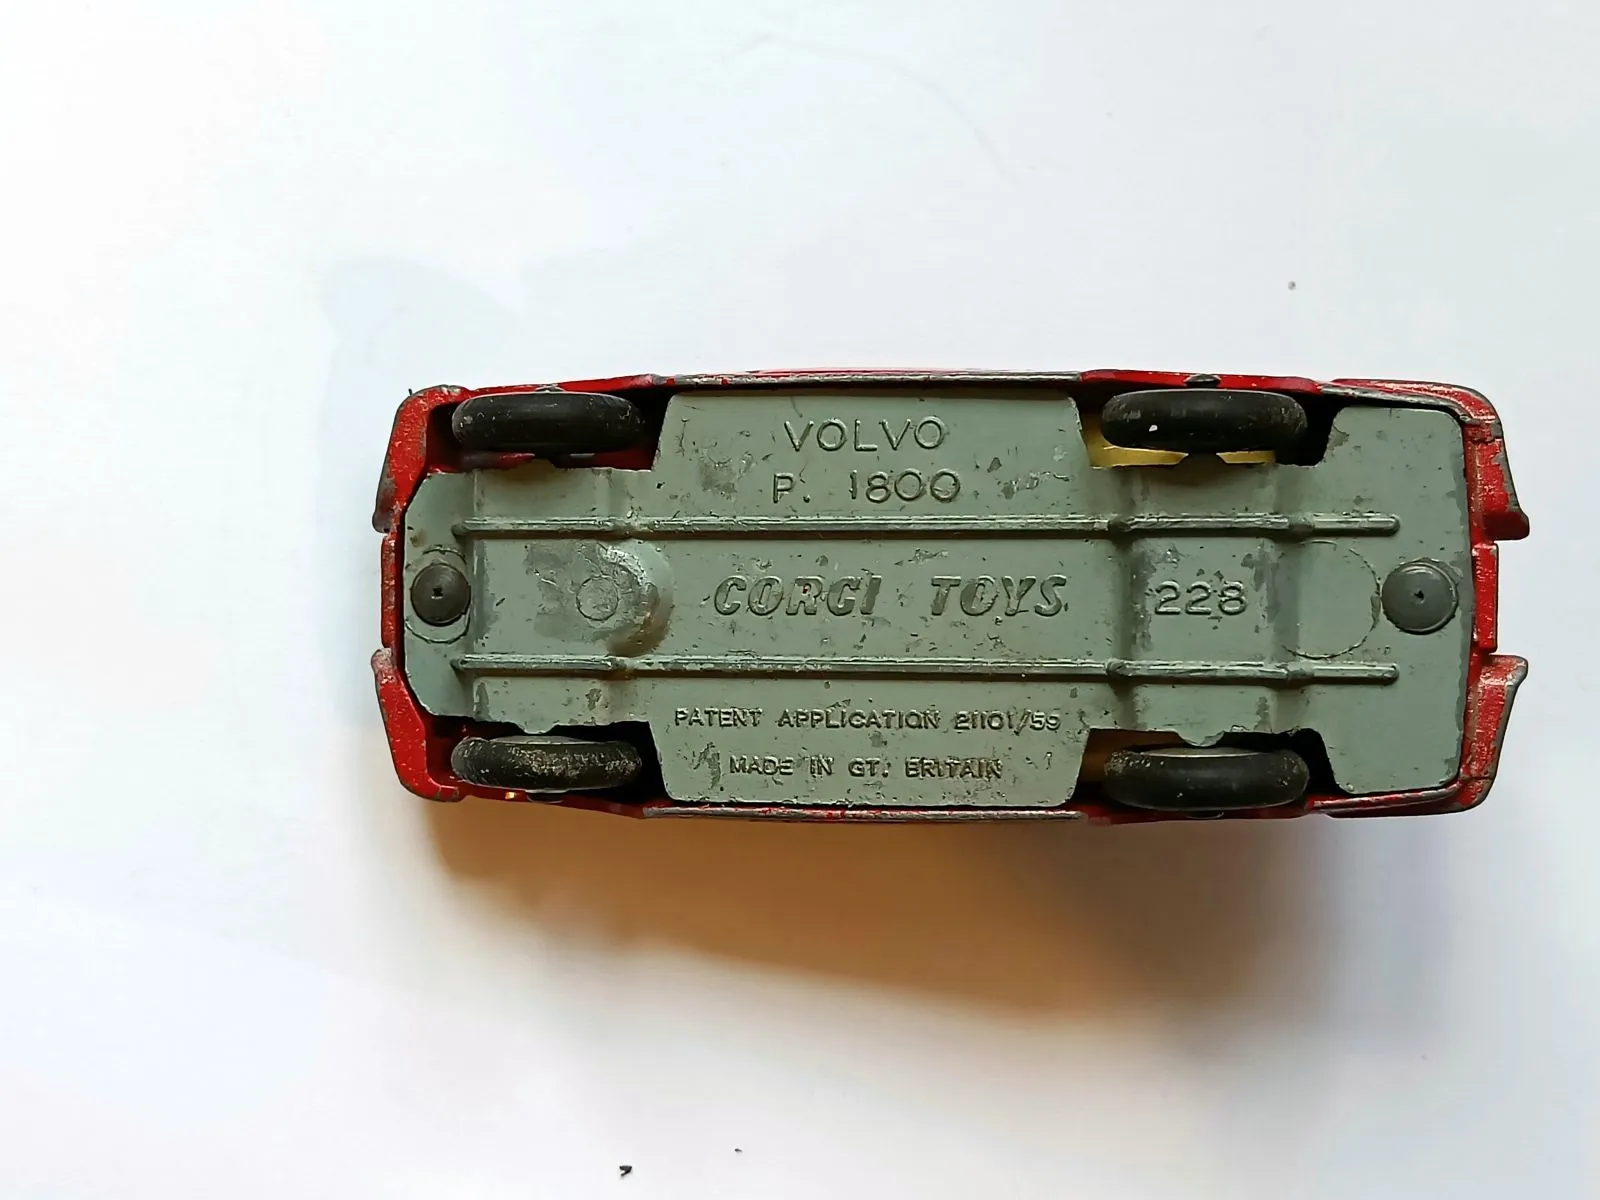 VOLVO
P. 1800
CORGI TOYS 228
PATENT APPLICATION 21101/59
MADE IN GT. BRITAIN